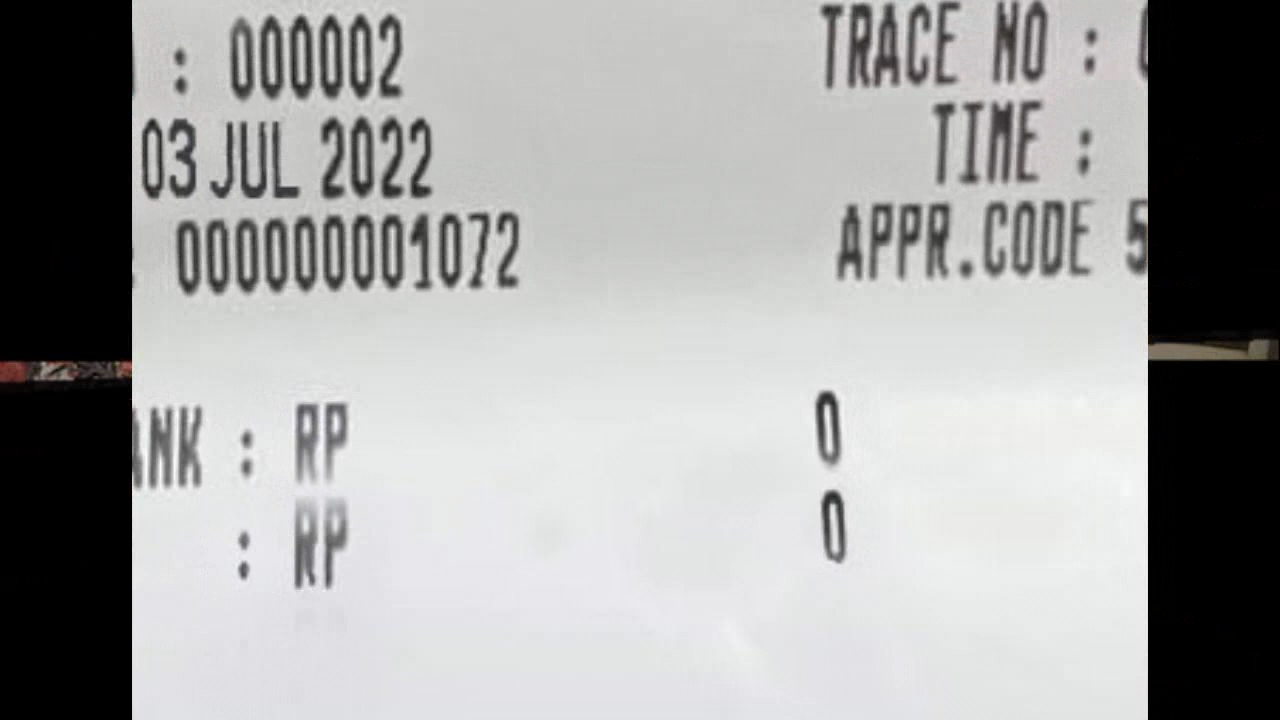 : 000002 TRACE NO :
03 JUL 2022 TIME :
: 000000001072 APPR.CODE 5
ANK : RP 0
: RP 0